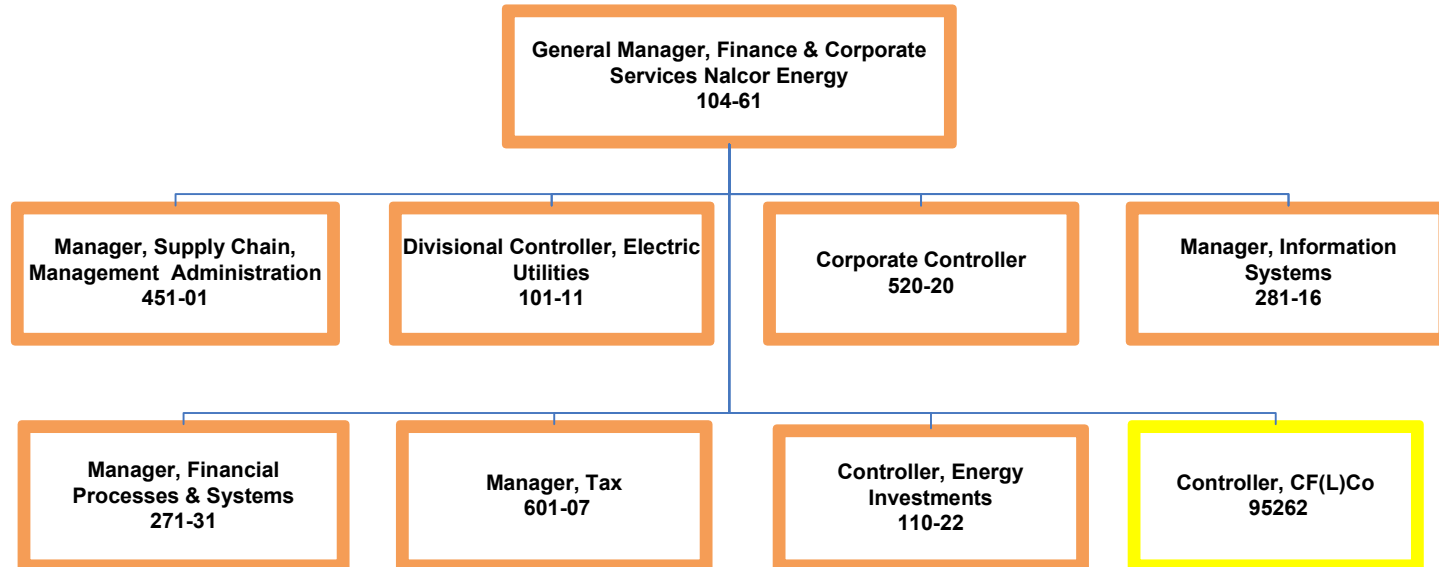 General Manager, Finance & Corporate
Services Nalcor Energy
104-61
Manager, Supply Chain,
Management Administration
451-01
Divisional Controller, Electric
Utilities
101-11
Corporate Controller
520-20
Manager, Information
Systems
281-16
Manager, Financial
Processes & Systems
271-31
Manager, Tax
601-07
Controller, Energy
Investments
110-22
Controller, CF(L)Co
95262